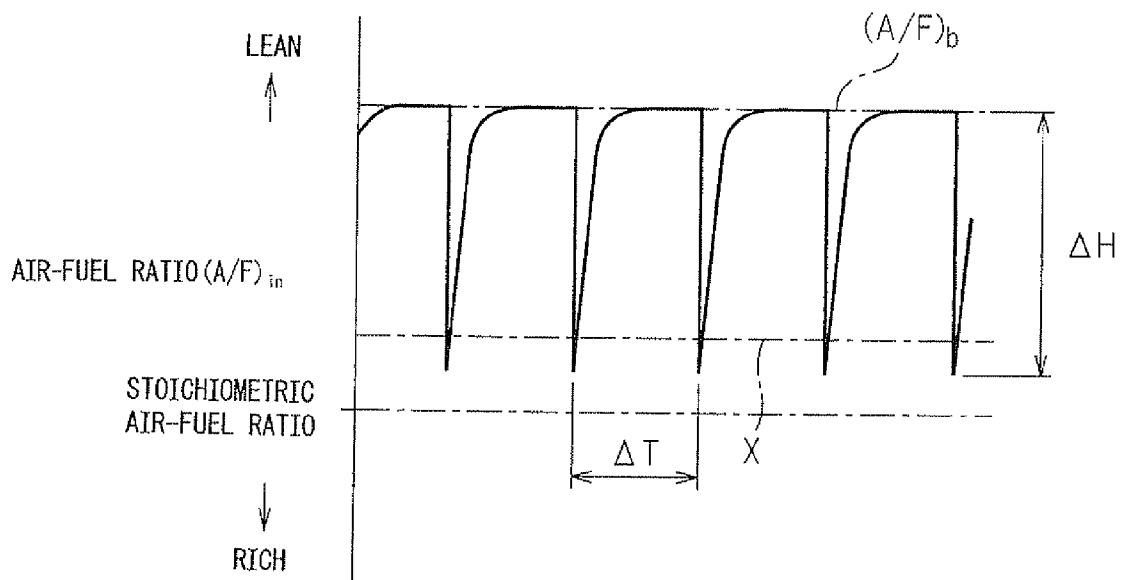 LEAN
(A/F)b
AIR-FUEL RATIO(A/F)in
ΔH
STOICHIOMETRIC
AIR-FUEL RATIO
X
ΔT
RICH